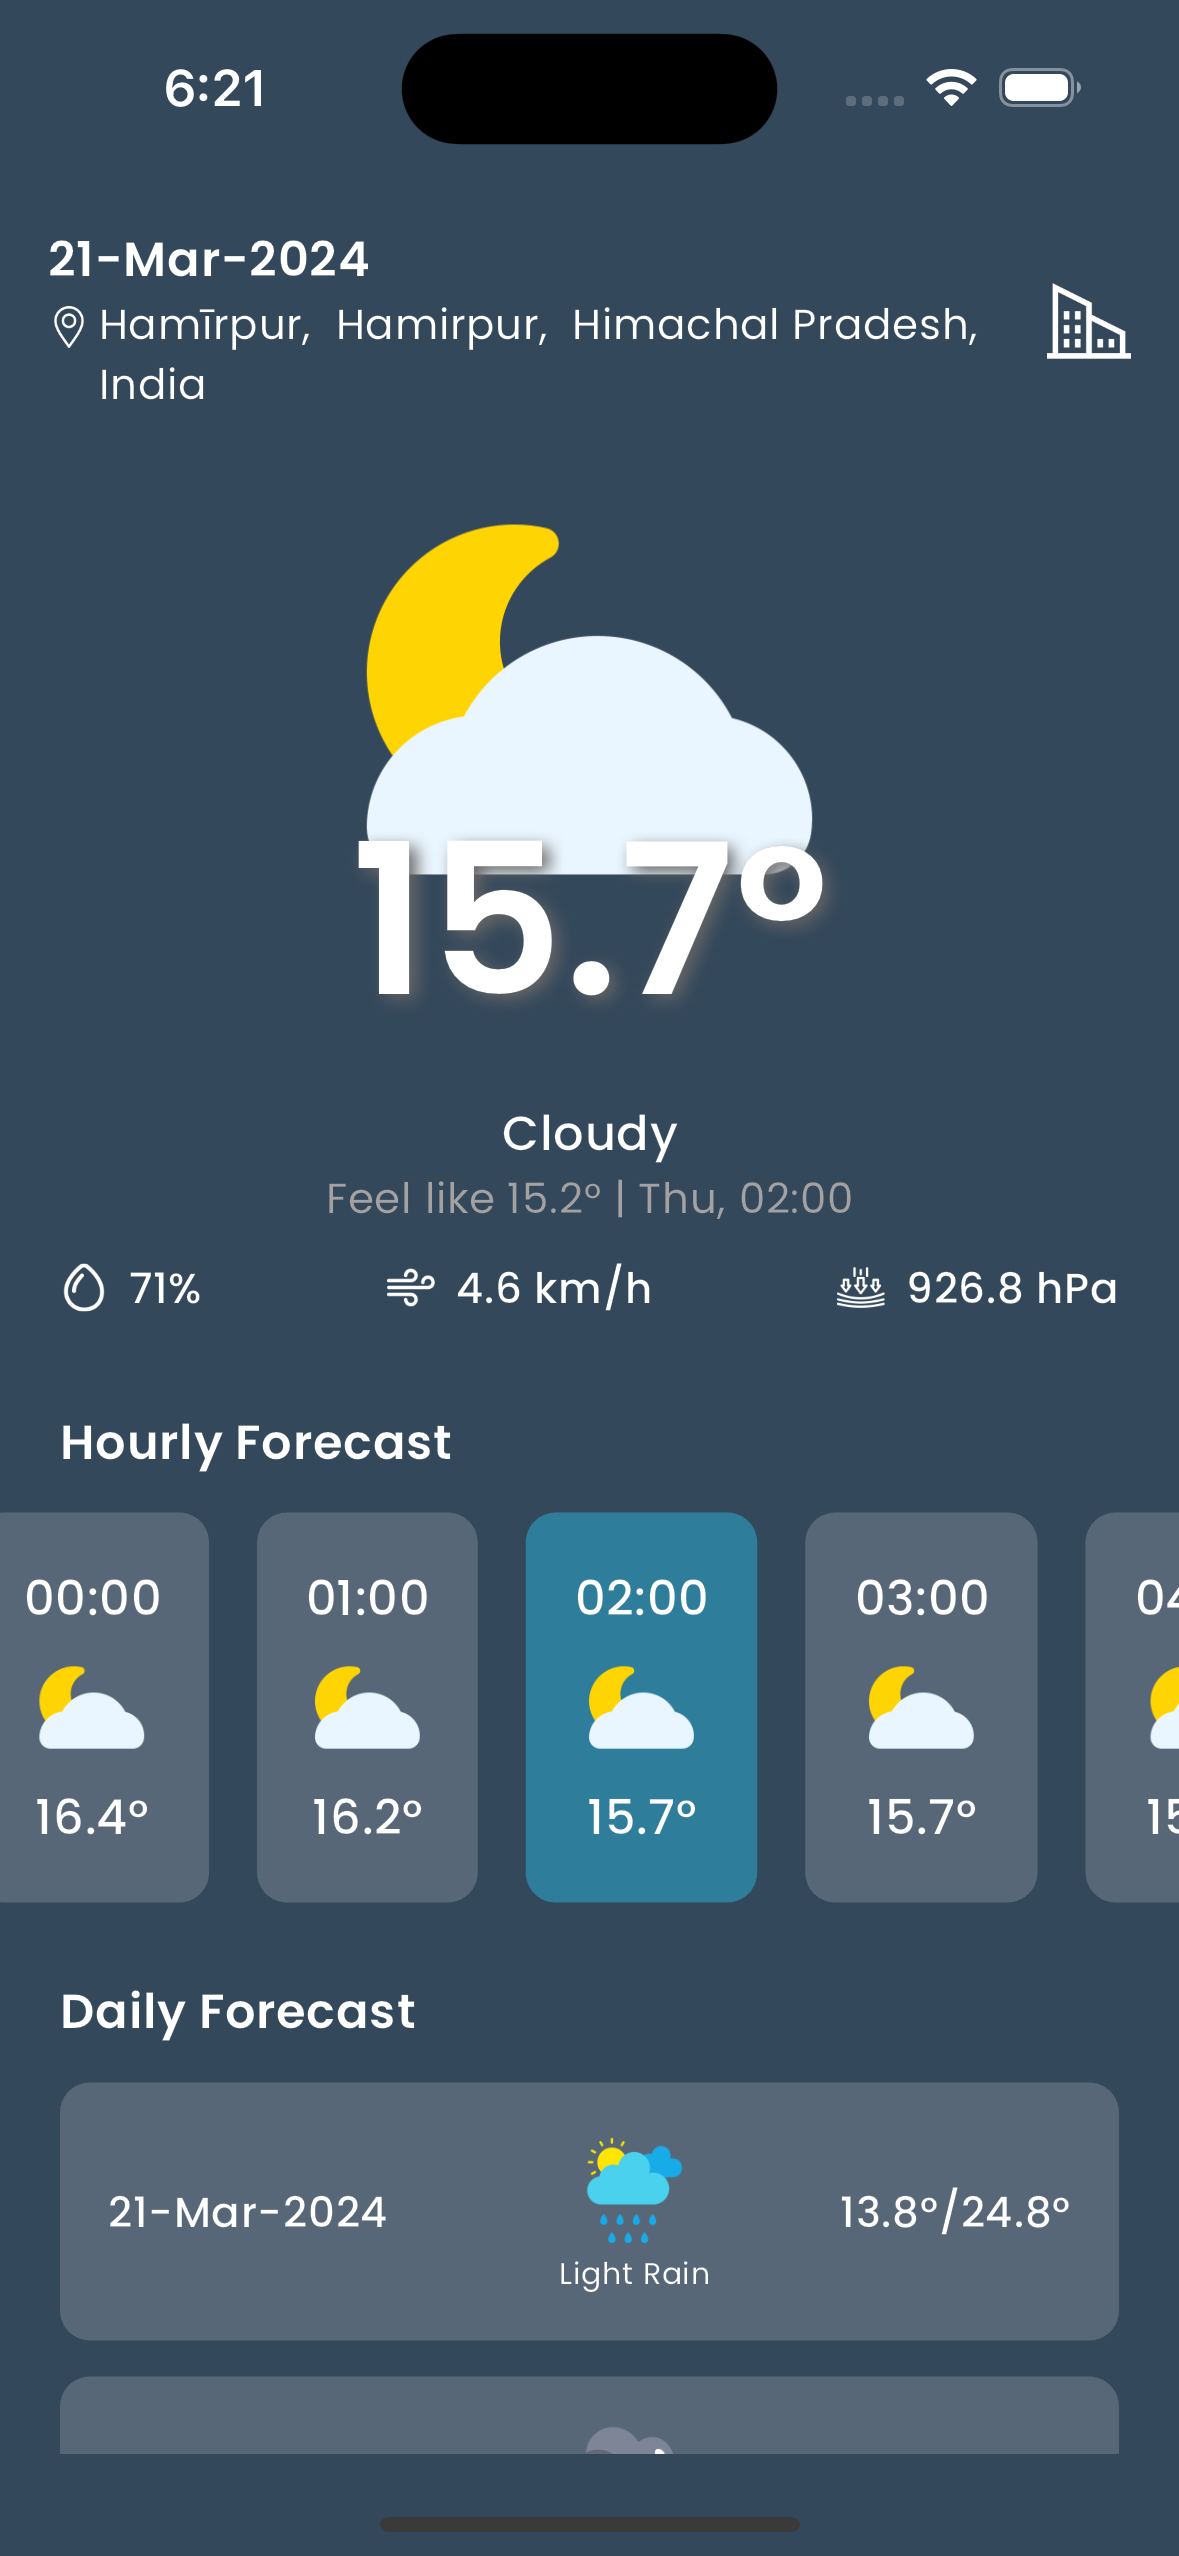 6:21
21-Mar-2024
Hamīrpur, Hamirpur, Himachal Pradesh,
India
15.7°
Cloudy
Feel like 15.2° | Thu, 02:00
71%
4.6 km/h
926.8 hPa
Hourly Forecast
00:00
01:00
02:00
03:00
16.4°
16.2°
15.7°
15.7°
Daily Forecast
21-Mar-2024
Light Rain
13.8°/24.8°